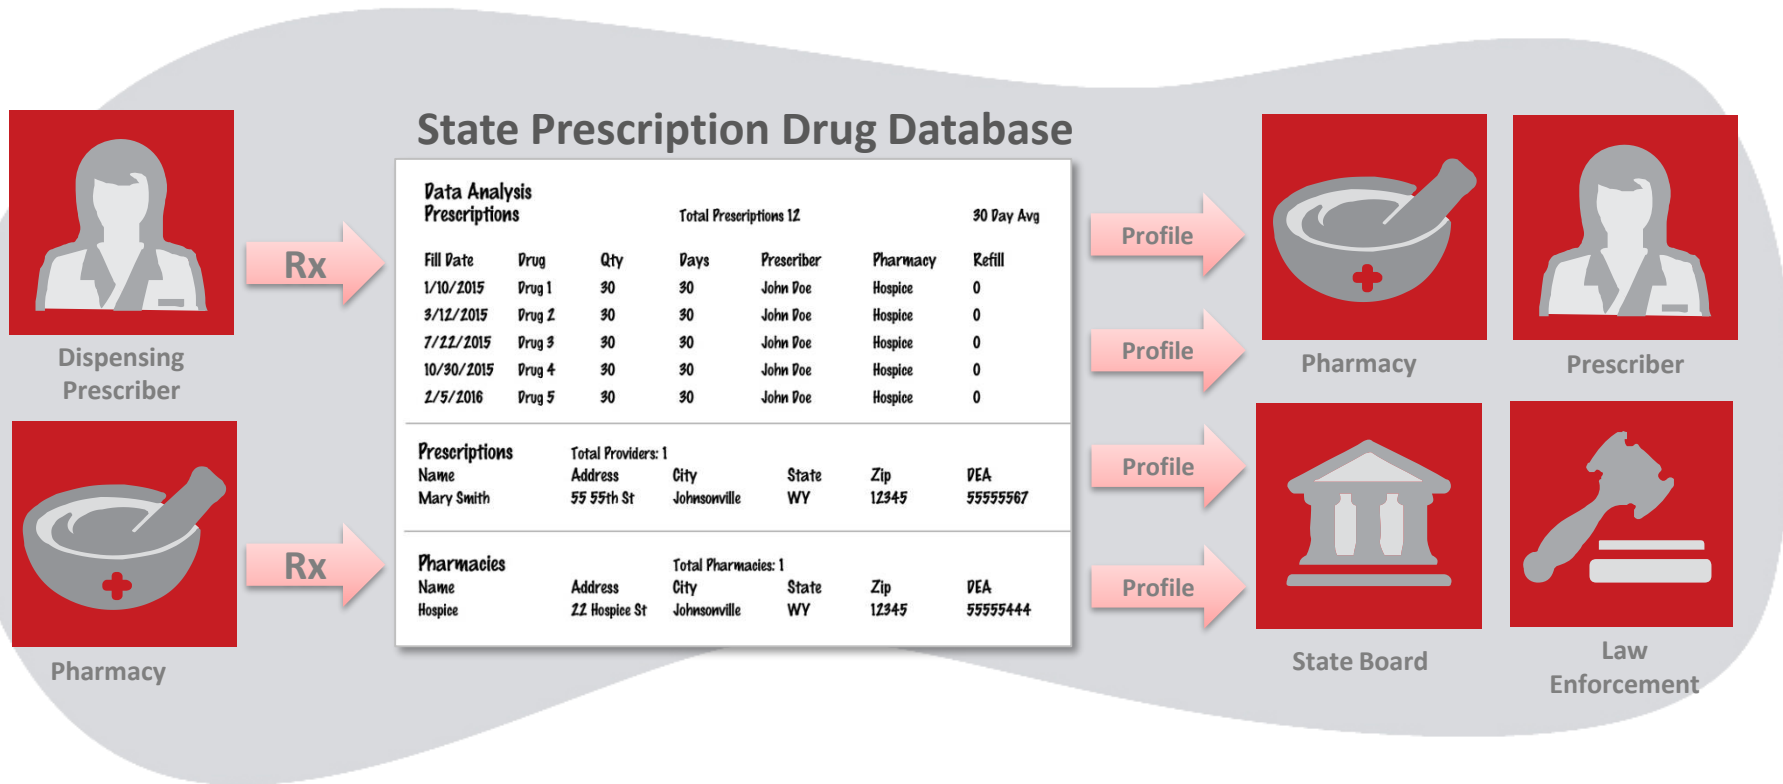 State Prescription Drug Database
Dispensing
Prescriber
Pharmacy
Rx
Rx
Data Analysis
Prescriptions Total Prescriptions 12 30 Day Avg
Fill Date Drug Qty Days Prescriber Pharmacy Refill
1/10/2015 Drug 1 30 30 John Doe Hospice 0
3/12/2015 Drug 2 30 30 John Doe Hospice 0
7/22/2015 Drug 3 30 30 John Doe Hospice 0
10/30/2015 Drug 4 30 30 John Doe Hospice 0
2/5/2016 Drug 5 30 30 John Doe Hospice 0
Prescriptions Total Providers: 1
Name Address City State Zip DEA
Mary Smith 55 55th St Johnsonville WY 12345 55555567
Pharmacies Total Pharmacies: 1
Name Address City State Zip DEA
Hospice 22 Hospice St Johnsonville WY 12345 55555444
Profile
Profile
Profile
Profile
Pharmacy
Prescriber
State Board
Law
Enforcement